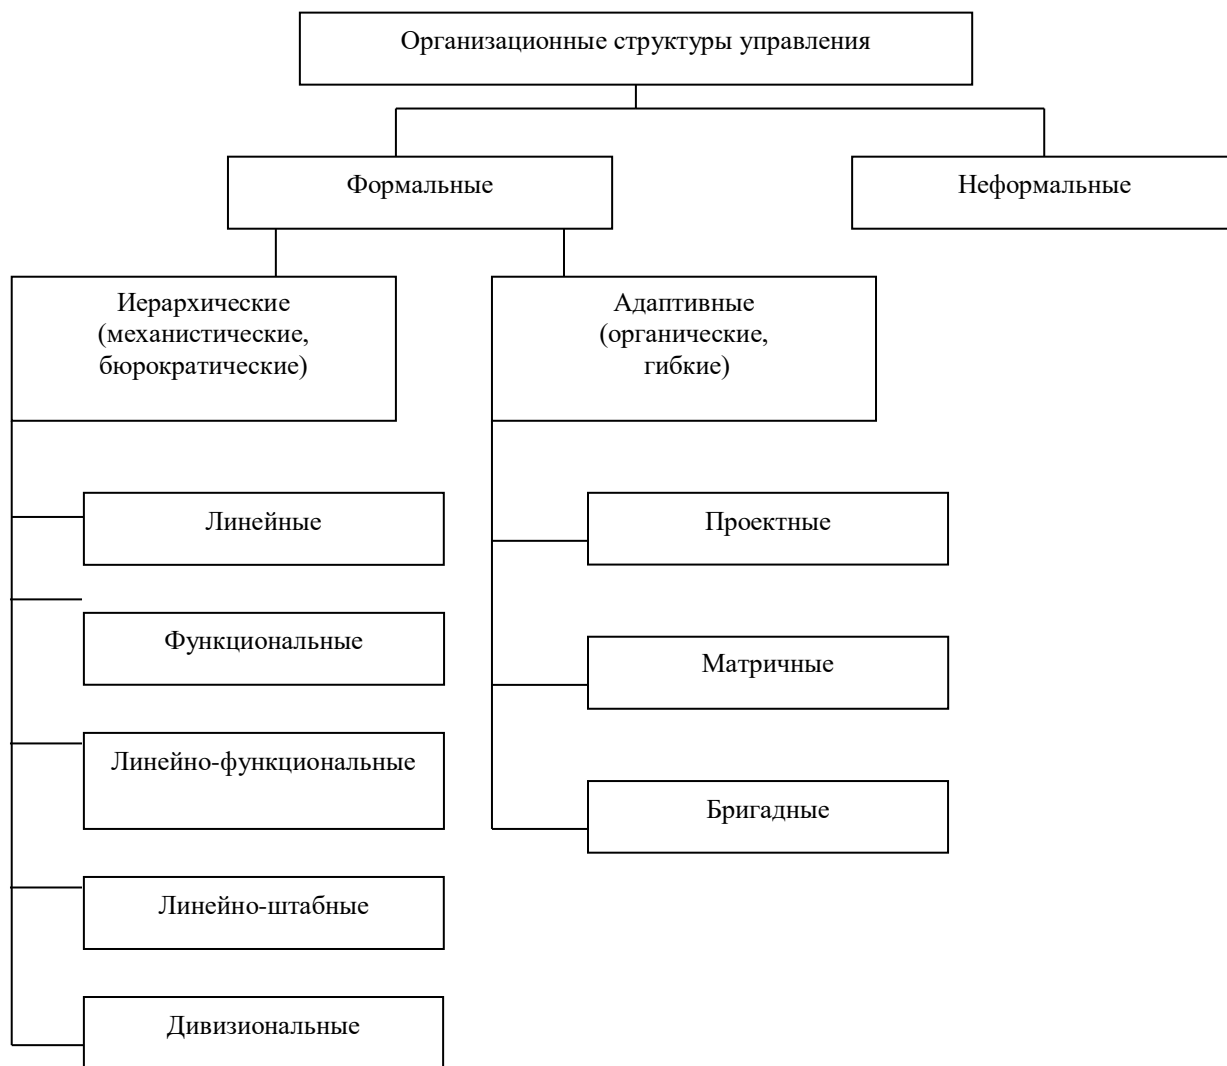 Организационные структуры управления
Формальные
Неформальные
Иерархические
(механистические,
бюрократические)
Адаптивные
(органические,
гибкие)
Линейные
Проектные
Функциональные
Матричные
Линейно-функциональные
Бригадные
Линейно-штабные
Дивизиональные